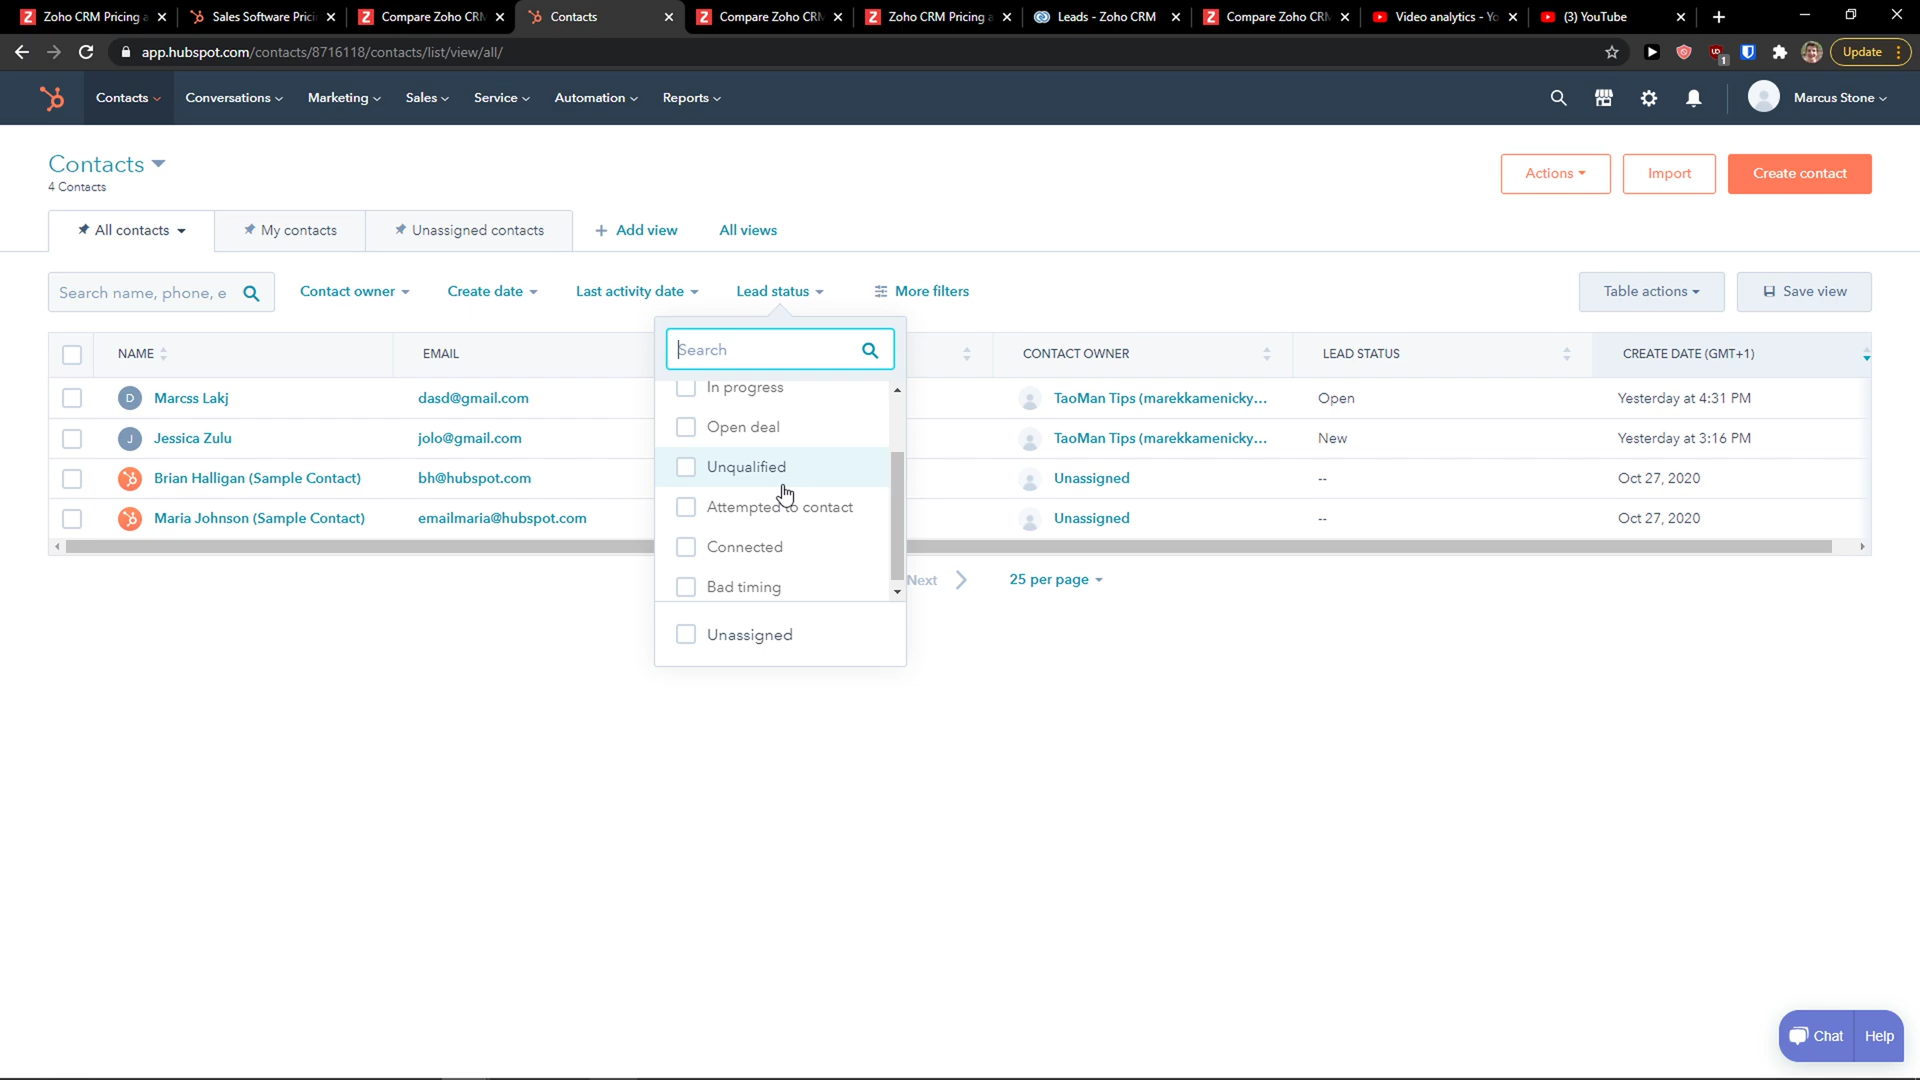 Zoho CRM Pricing a
Sales Software Prici
Compare Zoho CRM
Contacts
Compare Zoho CRM
Zoho CRM Pricing a
Leads - Zoho CRM
Compare Zoho CRM
Video analytics - Yo
(3) YouTube
app.hubspot.com/contacts/8716118/contacts/list/view/all/
1
Update
Contacts
Conversations
Marketing
Sales
Service
Automation
Reports
Marcus Stone
Contacts
4 Contacts
Actions
Import
Create contact
All contacts
My contacts
Unassigned contacts
+ Add view
All views
Search name, phone, e
Contact owner
Create date
Last activity date
Lead status
More filters
Table actions
Save view
NAME
EMAIL
CONTACT OWNER
LEAD STATUS
CREATE DATE (GMT+1)
D Marcss Lakj dasd@gmail.com TaoMan Tips (marekkamenicky... Open Yesterday at 4:31 PM
J Jessica Zulu jolo@gmail.com TaoMan Tips (marekkamenicky... New Yesterday at 3:16 PM
Brian Halligan (Sample Contact) bh@hubspot.com Unassigned -- Oct 27, 2020
Maria Johnson (Sample Contact) emailmaria@hubspot.com Unassigned -- Oct 27, 2020
Search
In progress
Open deal
Unqualified
Attempted to contact
Connected
Bad timing
Unassigned
Next
25 per page
Chat
Help